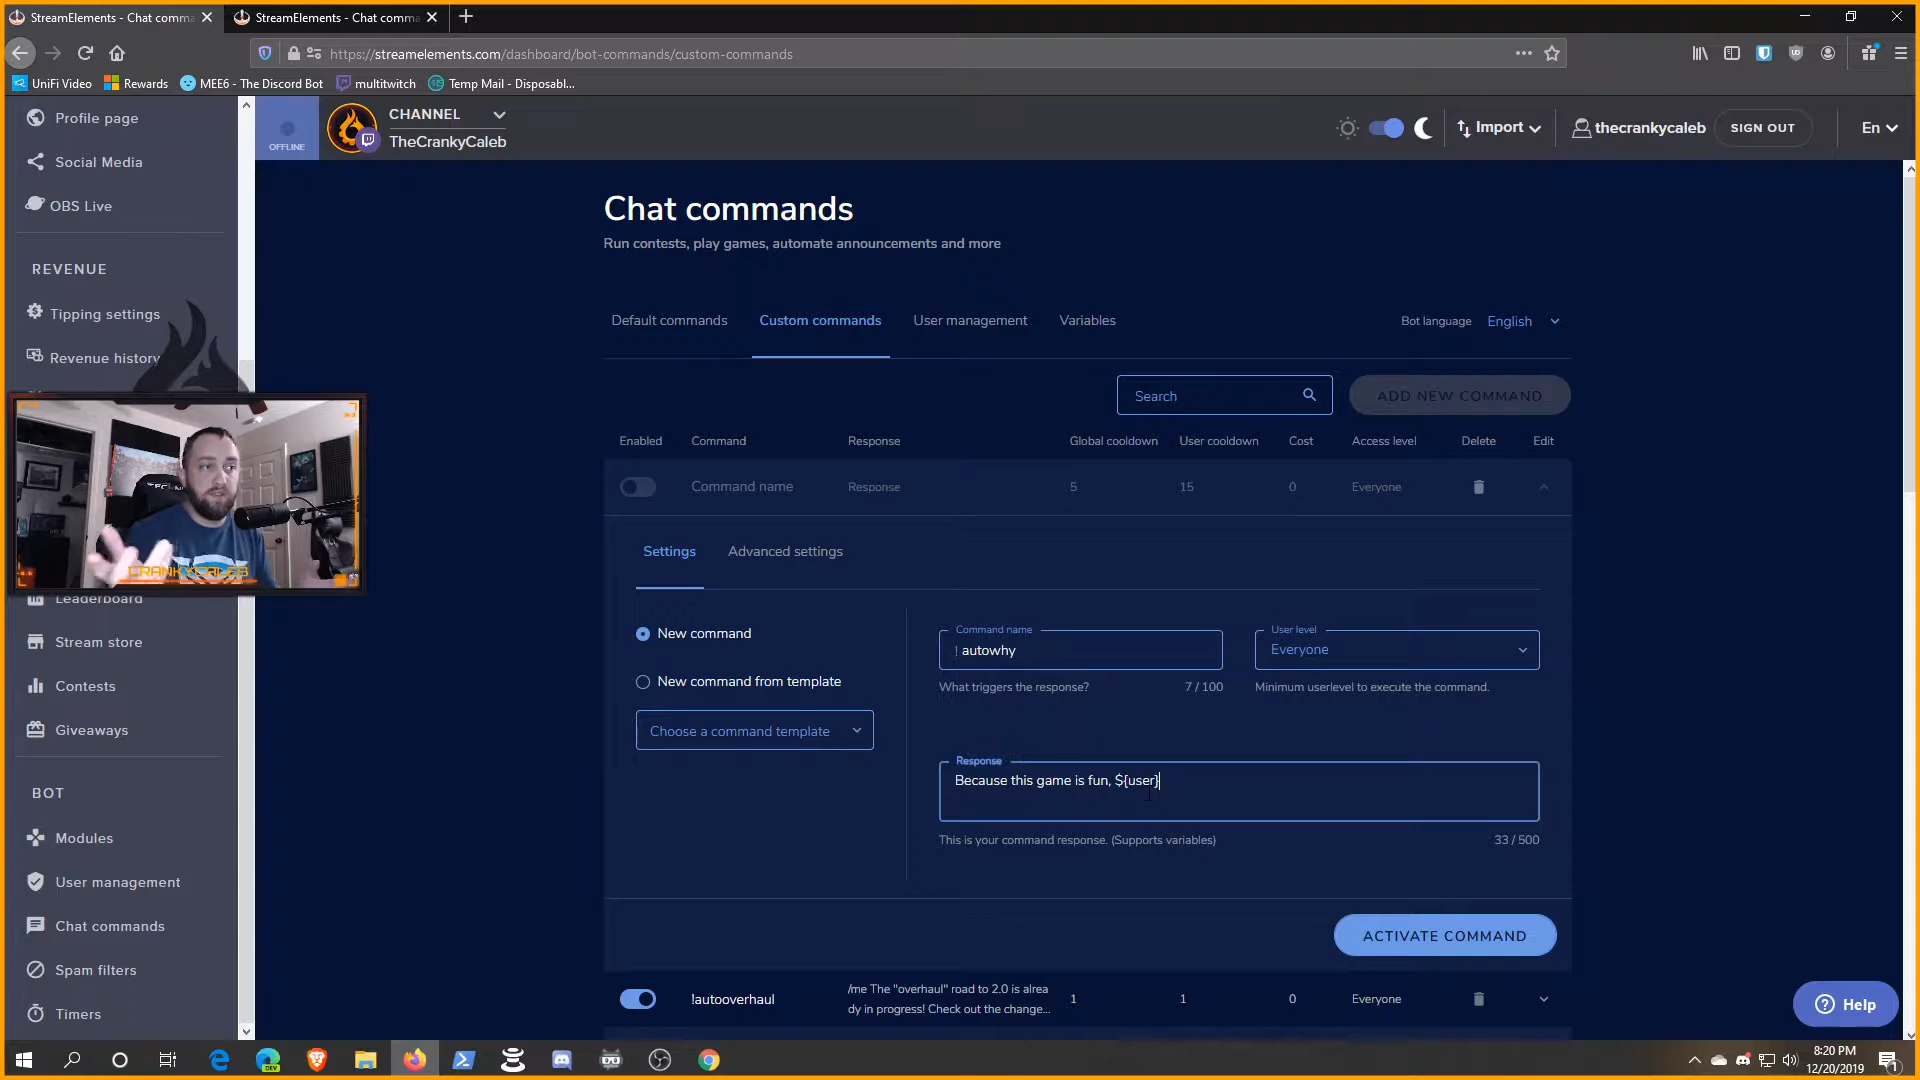 StreamElements - Chat comma
StreamElements - Chat comma
https://streamelements.com/dashboard/bot-commands/custom-commands
UniFi Video
Rewards
MEE6 - The Discord Bot
multitwitch
Temp Mail - Disposabl...
Profile page
Social Media
OBS Live
REVENUE
Tipping settings
Revenue history
Leaderboard
Stream store
Contests
Giveaways
BOT
Modules
User management
Chat commands
Spam filters
Timers
OFFLINE
CHANNEL
TheCrankyCaleb
Import
thecrankycaleb
SIGN OUT
En
Chat commands
Run contests, play games, automate announcements and more
Default commands
Custom commands
User management
Variables
Bot language
English
Search
ADD NEW COMMAND
Enabled
Command
Response
Global cooldown
User cooldown
Cost
Access level
Delete
Edit
Command name
Response
5
15
0
Everyone
Settings
Advanced settings
New command
New command from template
Choose a command template
Command name
! autowhy
What triggers the response?
7 / 100
User level
Everyone
Minimum userlevel to execute the command.
Response
Because this game is fun, ${user}
This is your command response. (Supports variables)
33 / 500
ACTIVATE COMMAND
!autooverhaul
/me The "overhaul" road to 2.0 is alrea
dy in progress! Check out the change...
1
1
0
Everyone
Help
CRANKYCALEB
DEV
8:20 PM
12/20/2019
1